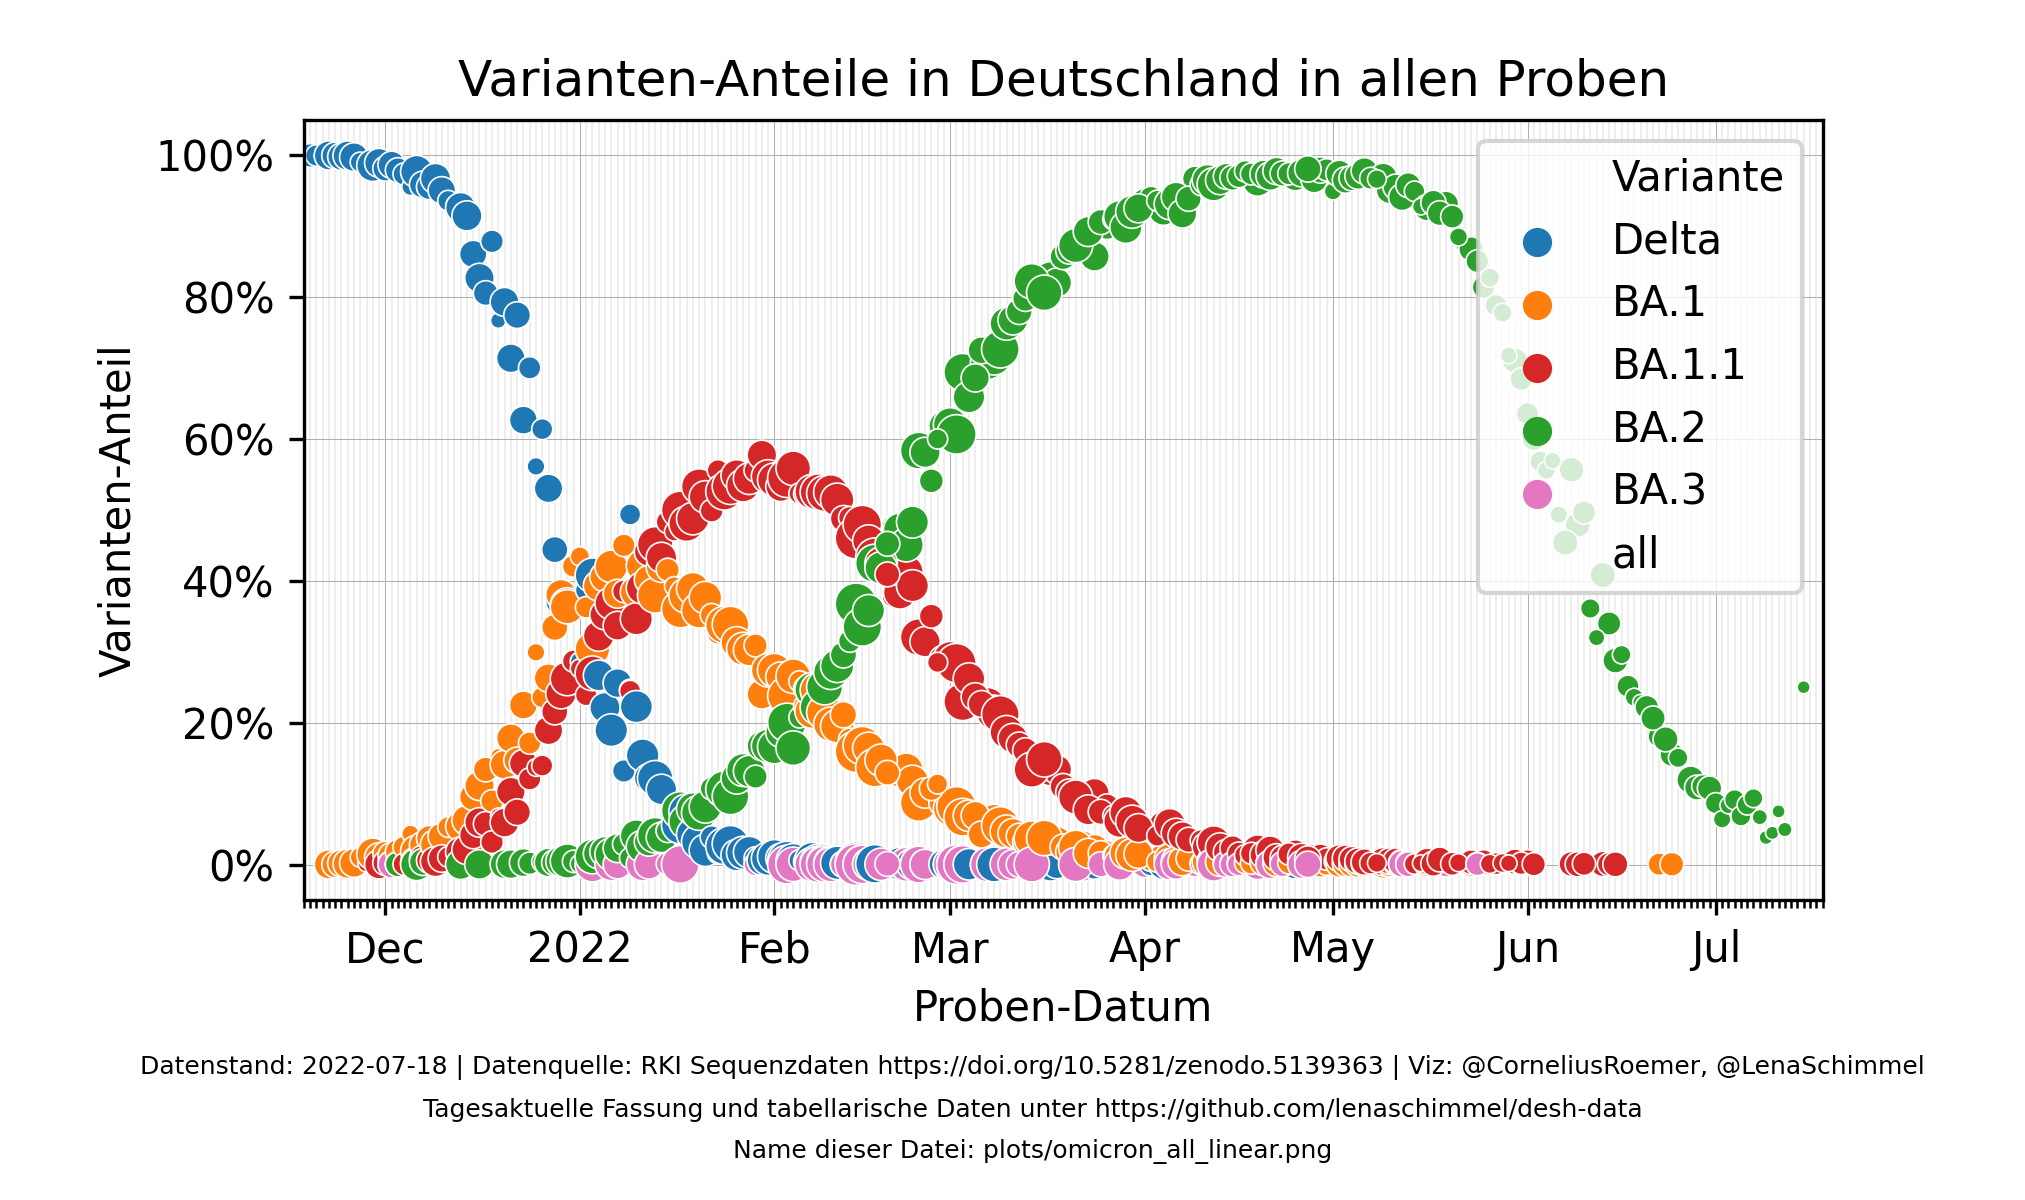 Varianten-Anteile in Deutschland in allen Proben
100%
80%
60%
40%
20%
0%
Varianten-Anteil
Variante
Delta
BA.1
BA.1.1
BA.2
BA.3
all
Dec 2022 Feb Mar Apr May Jun Jul
Proben-Datum
Datenstand: 2022-07-18 | Datenquelle: RKI Sequenzdaten https://doi.org/10.5281/zenodo.5139363 | Viz: @CorneliusRoemer, @LenaSchimmel
Tagesaktuelle Fassung und tabellarische Daten unter https://github.com/lenaschimmel/desh-data
Name dieser Datei: plots/omicron_all_linear.png